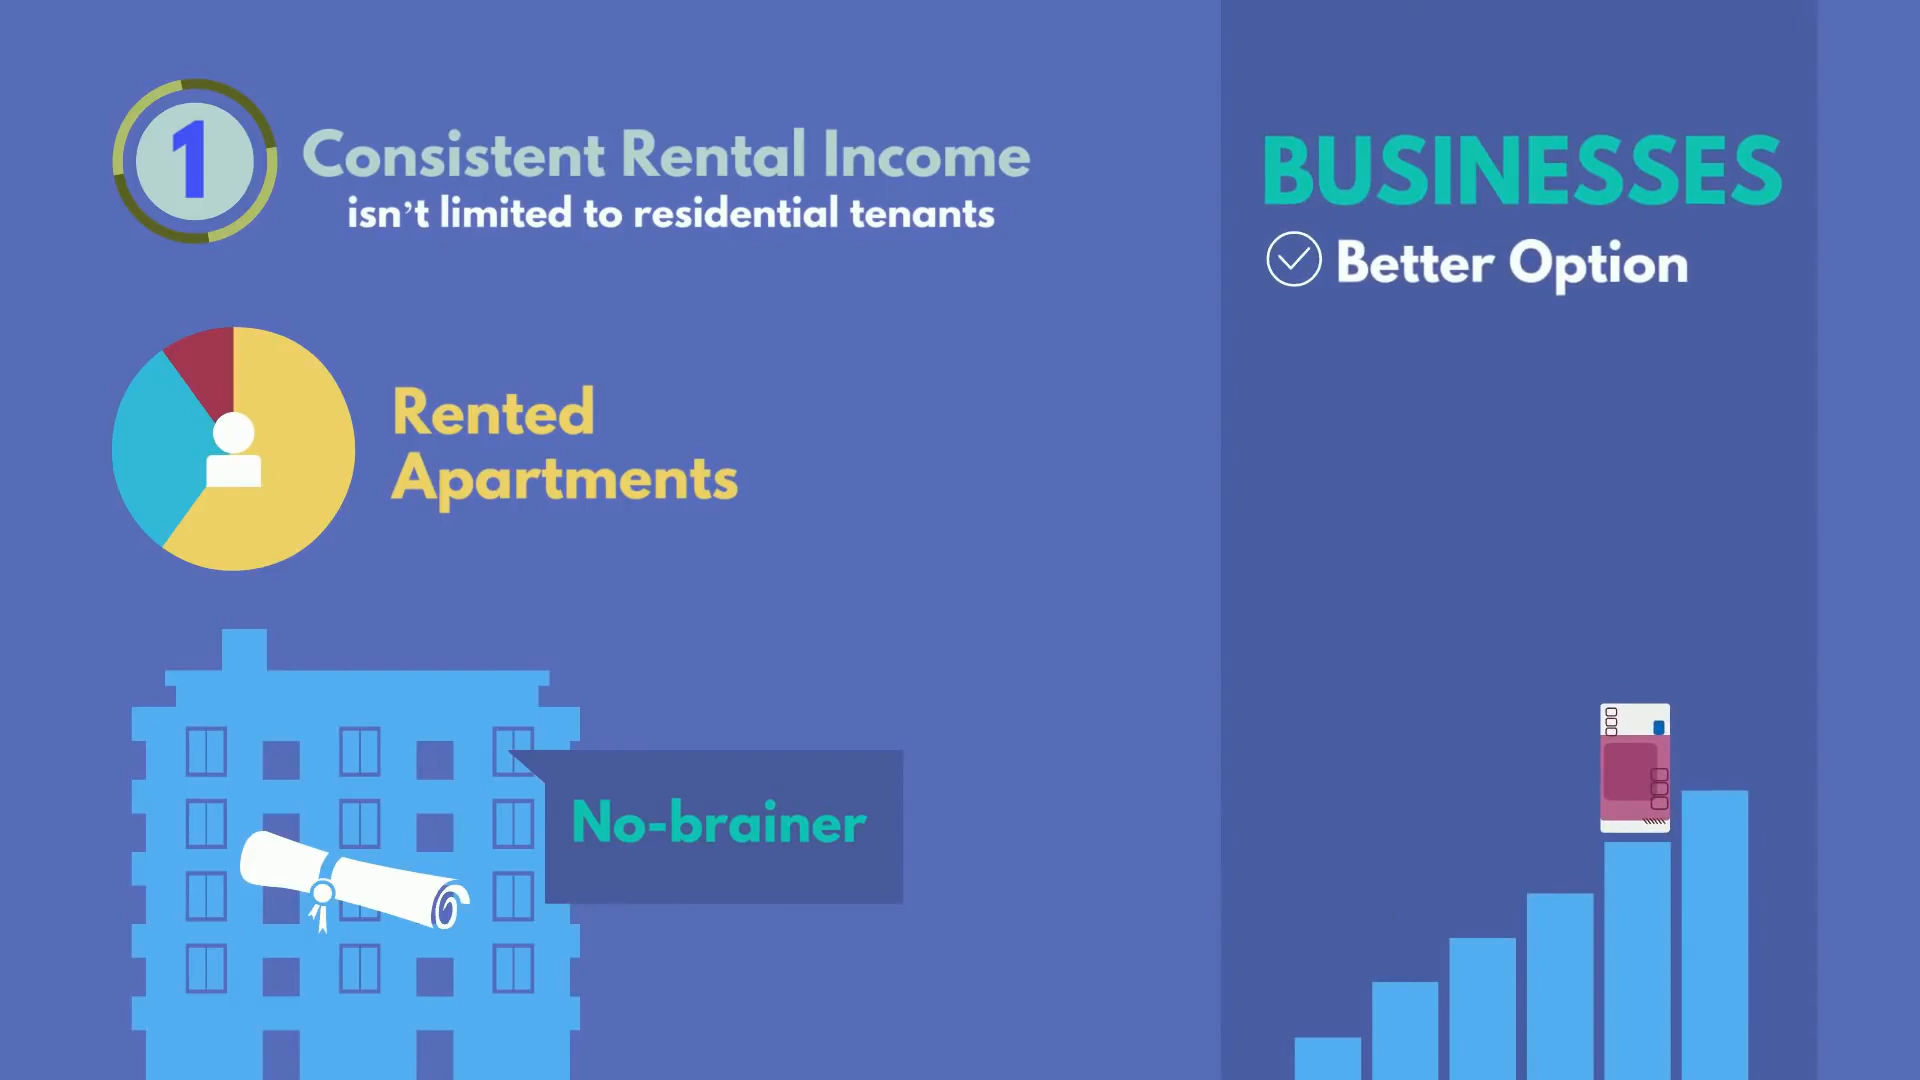 1
Consistent Rental Income
isn’t limited to residential tenants
Rented
Apartments
No-brainer
BUSINESSES
Better Option